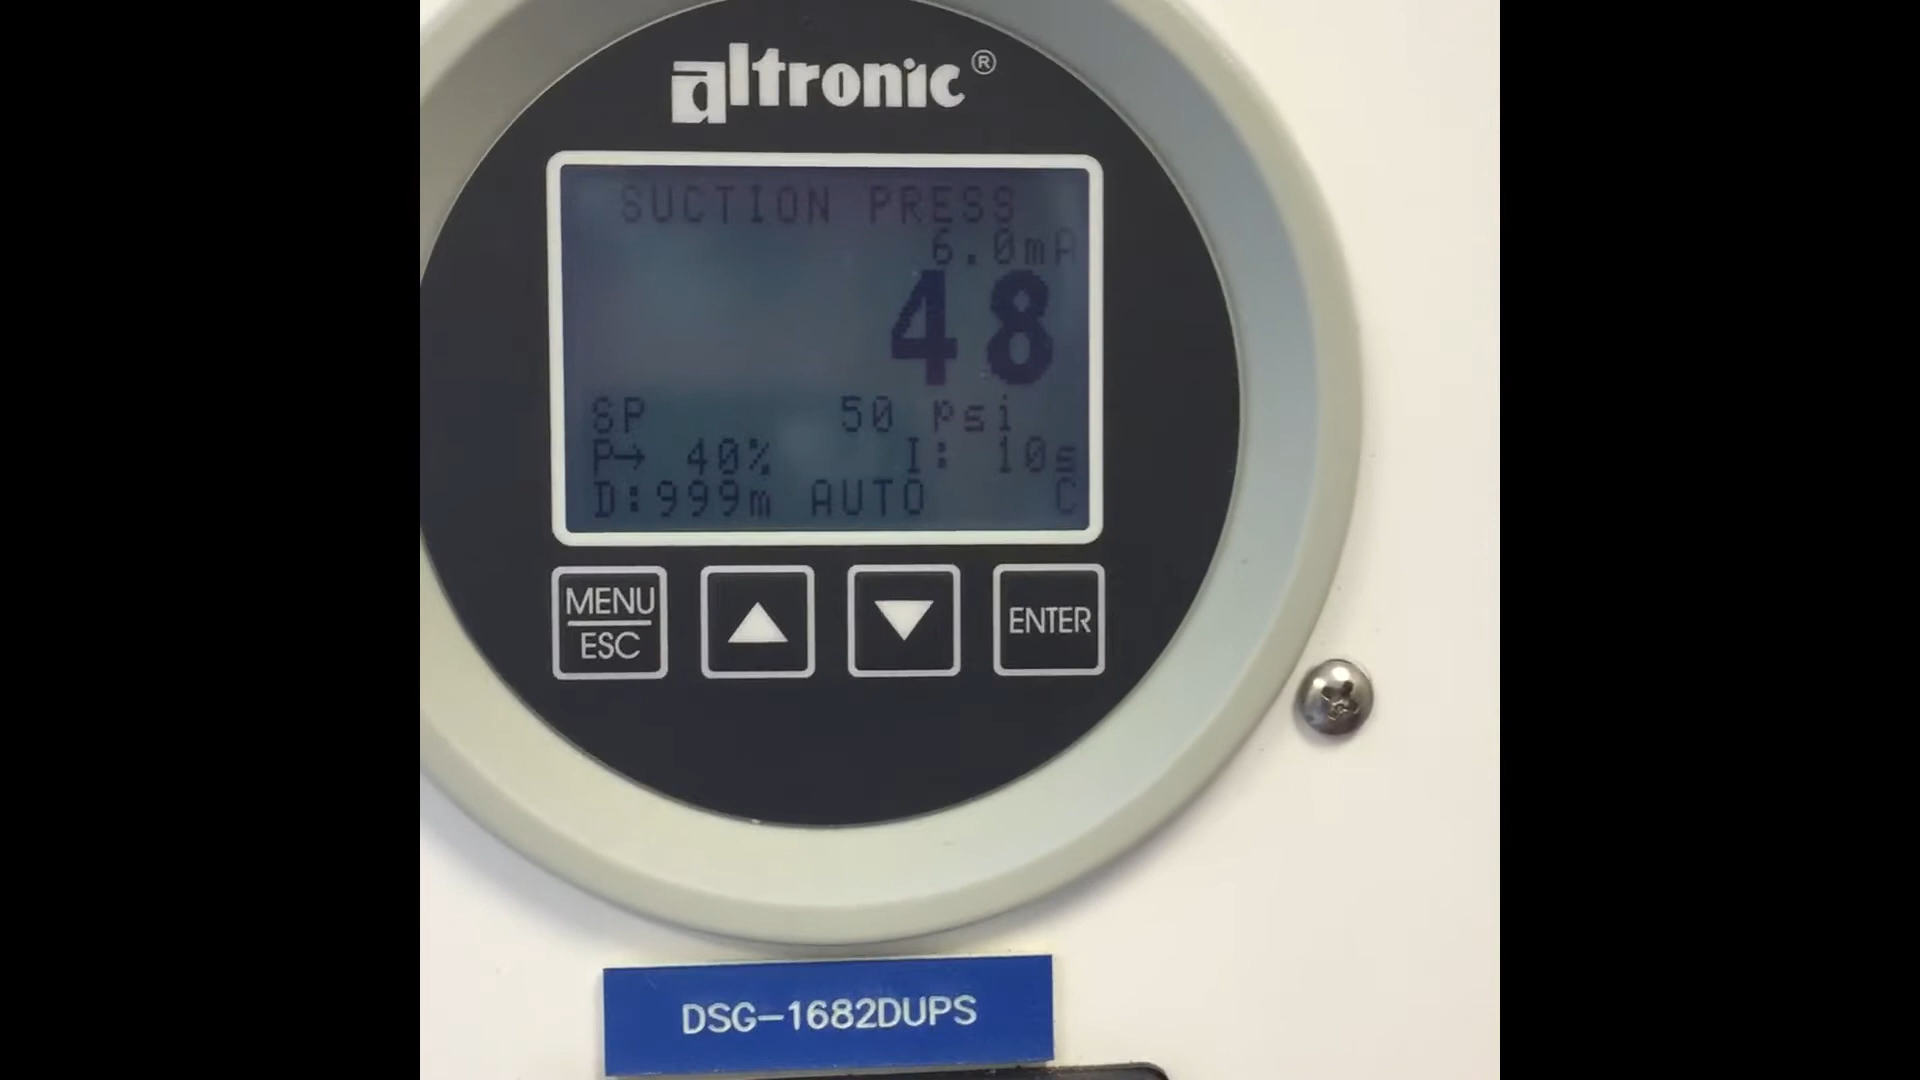 altronic®
SUCTION PRESS
6.0mA
48
SP 50 psi
P→ 40% I: 10s
D:999m AUTO C
MENU
ESC
ENTER
DSG-1682DUPS